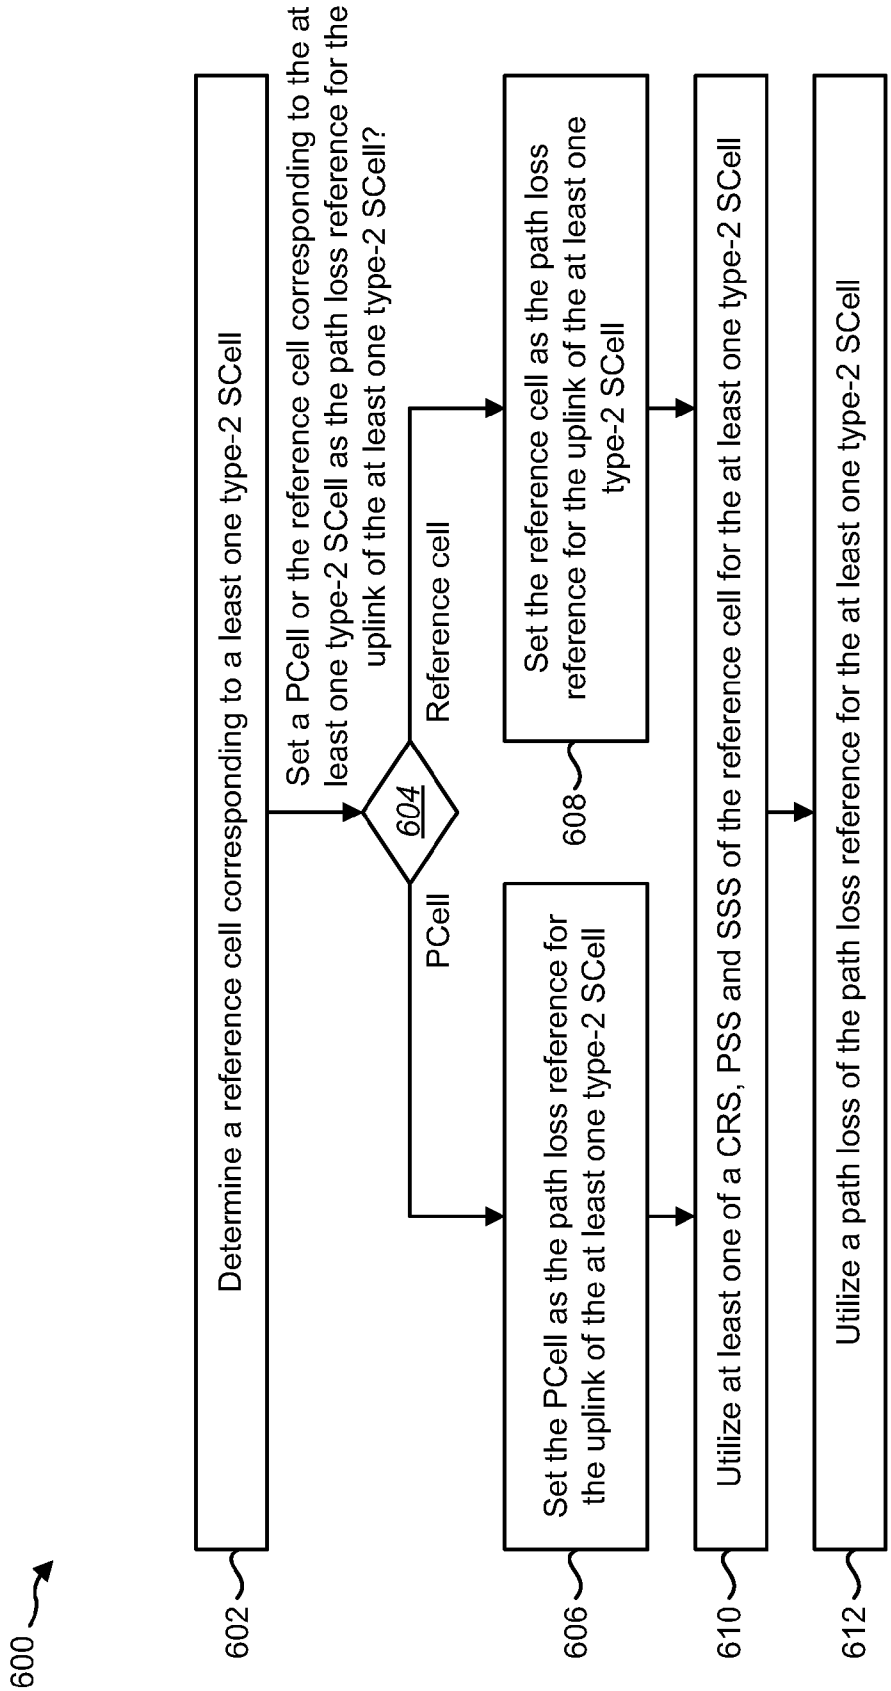 600
602
Determine a reference cell corresponding to a least one type-2 SCell
Set a PCell or the reference cell corresponding to the at
least one type-2 SCell as the path loss reference for the
uplink of the at least one type-2 SCell?
604
PCell
Reference cell
606
Set the PCell as the path loss reference for
the uplink of the at least one type-2 SCell
608
Set the reference cell as the path loss
reference for the uplink of the at least one
type-2 SCell
610
Utilize at least one of a CRS, PSS and SSS of the reference cell for the at least one type-2 SCell
612
Utilize a path loss of the path loss reference for the at least one type-2 SCell